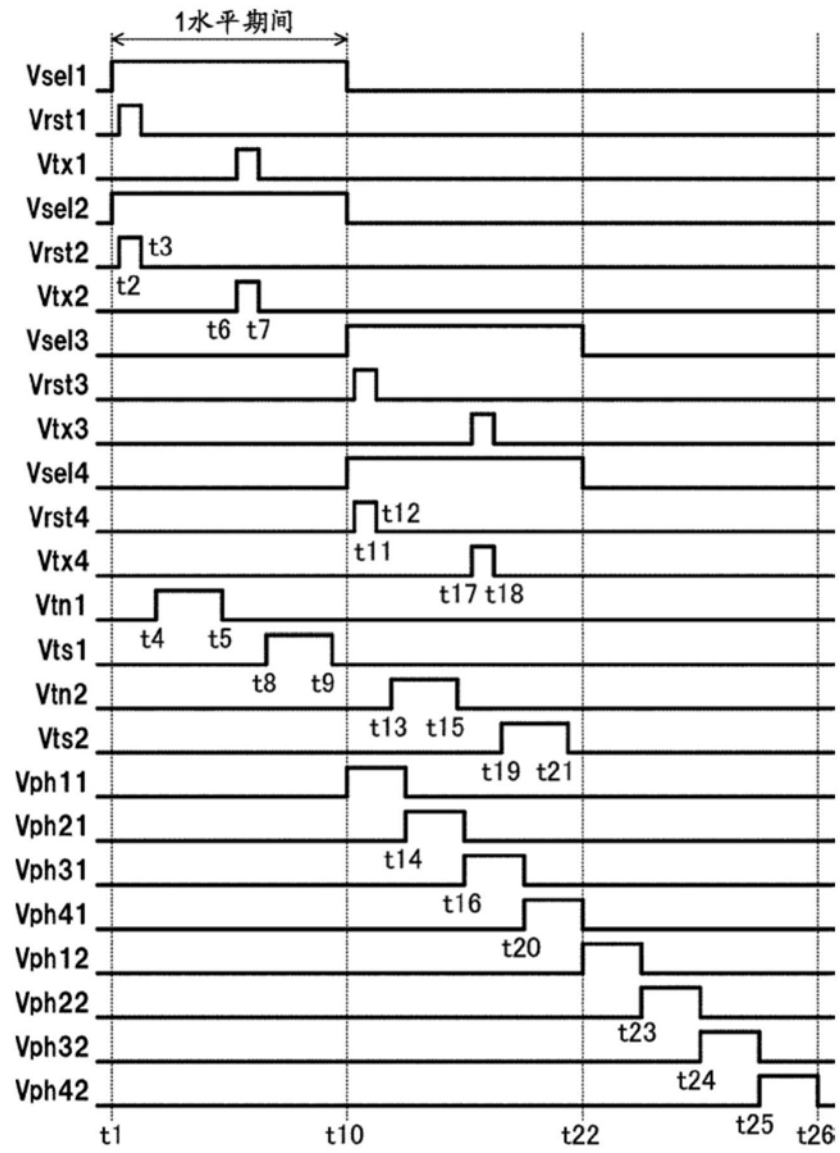 1水平期间
Vsel1
Vrst1
Vtx1
Vsel2
Vrst2
t3
t2
Vtx2
t6 t7
Vsel3
Vrst3
Vtx3
Vsel4
Vrst4
t12
t11
Vtx4
t17 t18
Vtn1
t4 t5
Vts1
t8 t9
Vtn2
t13 t15
Vts2
t19 t21
Vph11
Vph21
t14
Vph31
t16
Vph41
t20
Vph12
Vph22
t23
Vph32
t24
Vph42
t25
t1 t10 t22 t26